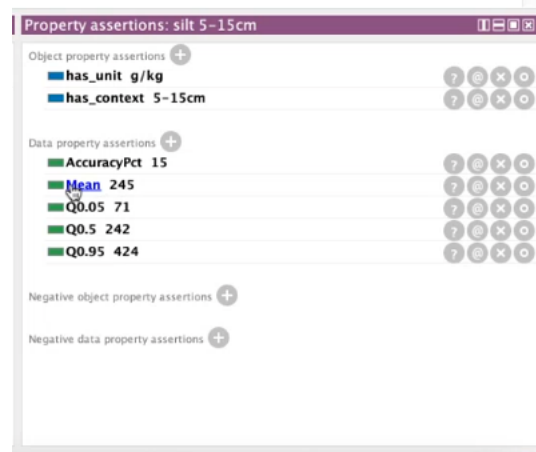 Property assertions: silt 5-15cm
Object property assertions
has_unit g/kg
has_context 5-15cm
Data property assertions
AccuracyPct 15
Mean 245
Q0.05 71
Q0.5 242
Q0.95 424
Negative object property assertions
Negative data property assertions